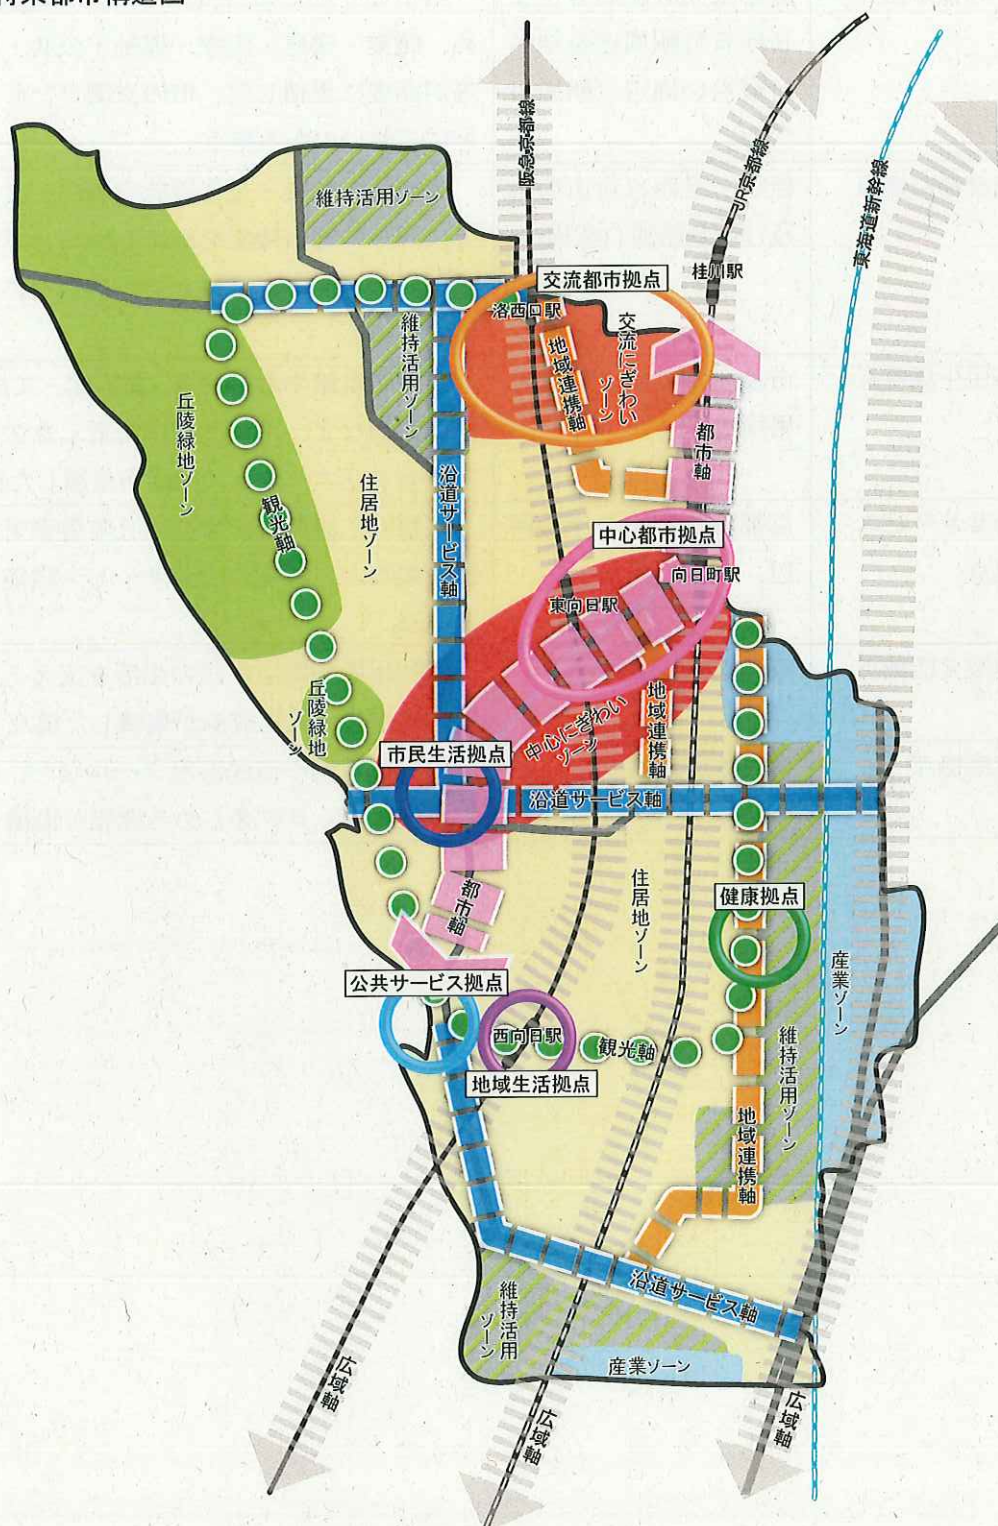 将来都市構造図
阪急京都線
JR京都線
東海道新幹線
維持活用ゾーン
交流都市拠点
桂川駅
洛西口駅
維持活用ゾーン
地域連携軸
交流にぎわい
ゾーン
丘陵緑地ゾーン
都市軸
住居地ゾーン
沿道サービス軸
観光軸
中心都市拠点
向日町駅
東向日駅
丘陵緑地
ゾーン
地域連携軸
中心にぎわい
ゾーン
市民生活拠点
沿道サービス軸
都市軸
住居地ゾーン
健康拠点
産業ゾーン
公共サービス拠点
西向日駅
観光軸
維持活用ゾーン
地域生活拠点
地域連携軸
沿道サービス軸
維持活用
ゾーン
産業ゾーン
広域軸
広域軸
広域軸